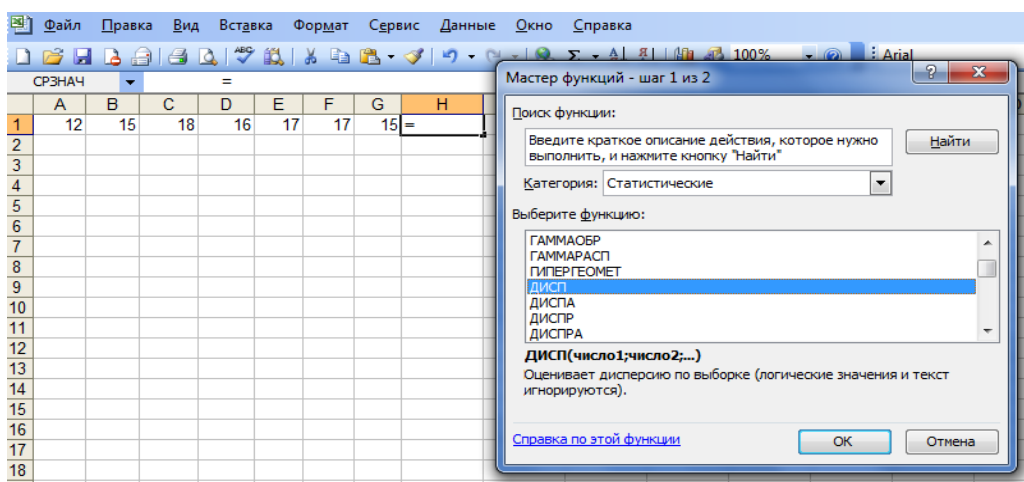 Файл Правка Вид Вставка Формат Сервис Данные Окно Справка
100% Arial
СРЗНАЧ =
A B C D E F G H
1 12 15 18 16 17 17 15 =
2
3
4
5
6
7
8
9
10
11
12
13
14
15
16
17
18
Мастер функций - шаг 1 из 2
Поиск функции:
Введите краткое описание действия, которое нужно
выполнить, и нажмите кнопку "Найти"
Найти
Категория: Статистические
Выберите функцию:
ГАММАОБР
ГАММАРАСП
ГИПЕРГЕОМЕТ
ДИСП
ДИСПА
ДИСПР
ДИСПРА
ДИСП(число1;число2;...)
Оценивает дисперсию по выборке (логические значения и текст
игнорируются).
Справка по этой функции
ОК Отмена